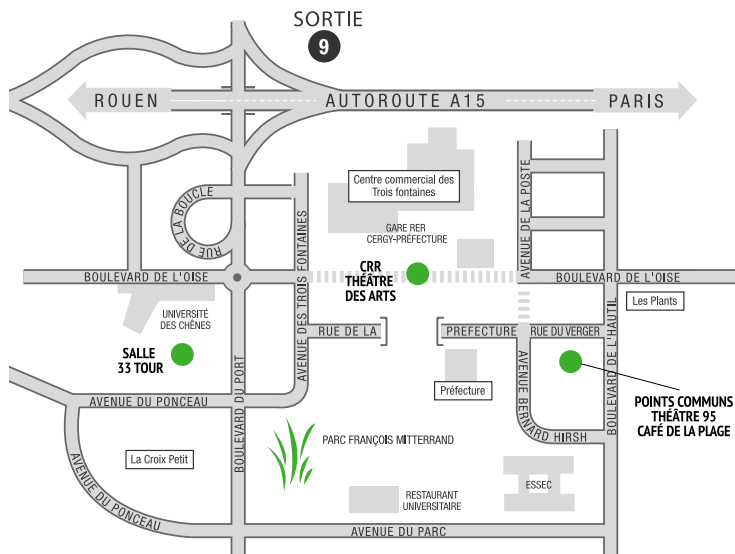 SORTIE
9
ROUEN
AUTOROUTE A15
PARIS
RUE DE LA BOUCLE
Centre commercial des
Trois fontaines
AVENUE DE LA POSTE
GARE RER
CERGY-PRÉFECTURE
AVENUE DES TROIS FONTAINES
BOULEVARD DE L'OISE
CRR
THÉÂTRE
DES ARTS
BOULEVARD DE L'OISE
Les Plants
UNIVERSITÉ
DES CHÊNES
RUE DE LA
PREFECTURE
RUE DU VERGER
BOULEVARD DE L'HAUTIL
SALLE
33 TOUR
Préfecture
AVENUE BERNARD HIRSH
POINTS COMMUNS
THÉÂTRE 95
CAFÉ DE LA PLAGE
AVENUE DU PONCEAU
BOULEVARD DU PORT
PARC FRANÇOIS MITTERRAND
La Croix Petit
AVENUE DU PONCEAU
ESSEC
RESTAURANT
UNIVERSITAIRE
AVENUE DU PARC